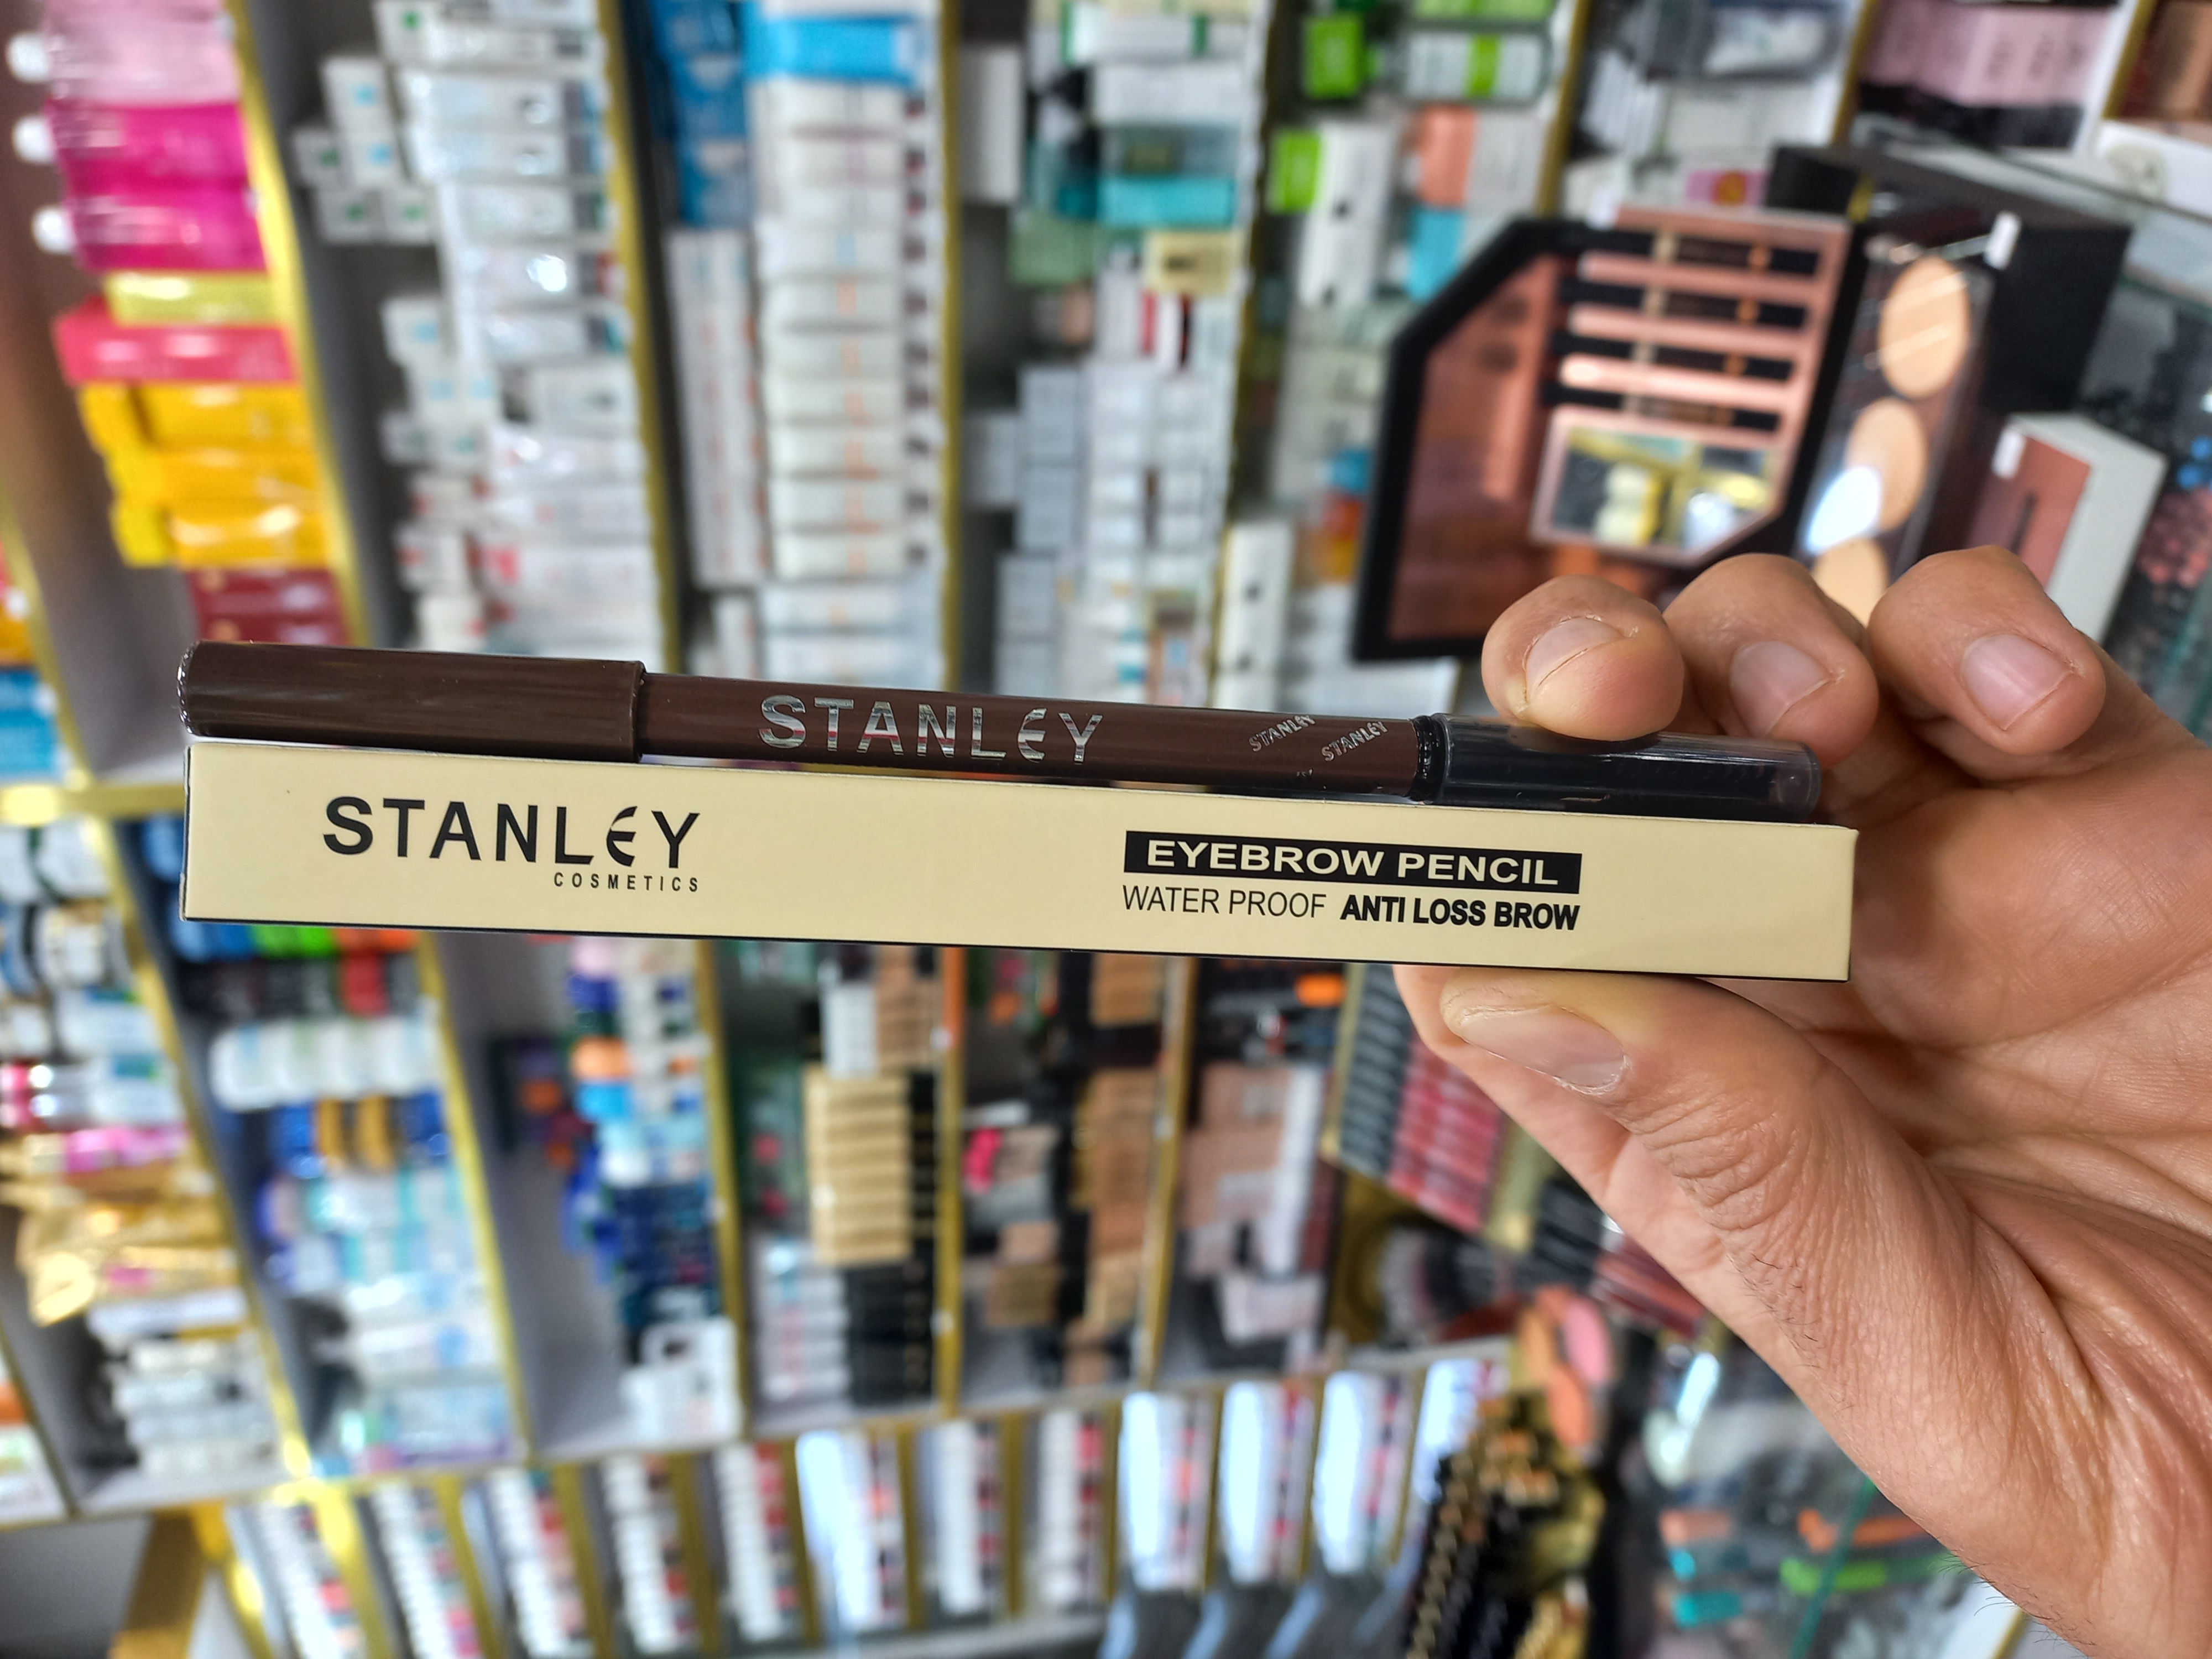 STANLEY
STANLEY
STANLEY
STANLEY
COSMETICS
EYEBROW PENCIL
WATER PROOF ANTI LOSS BROW